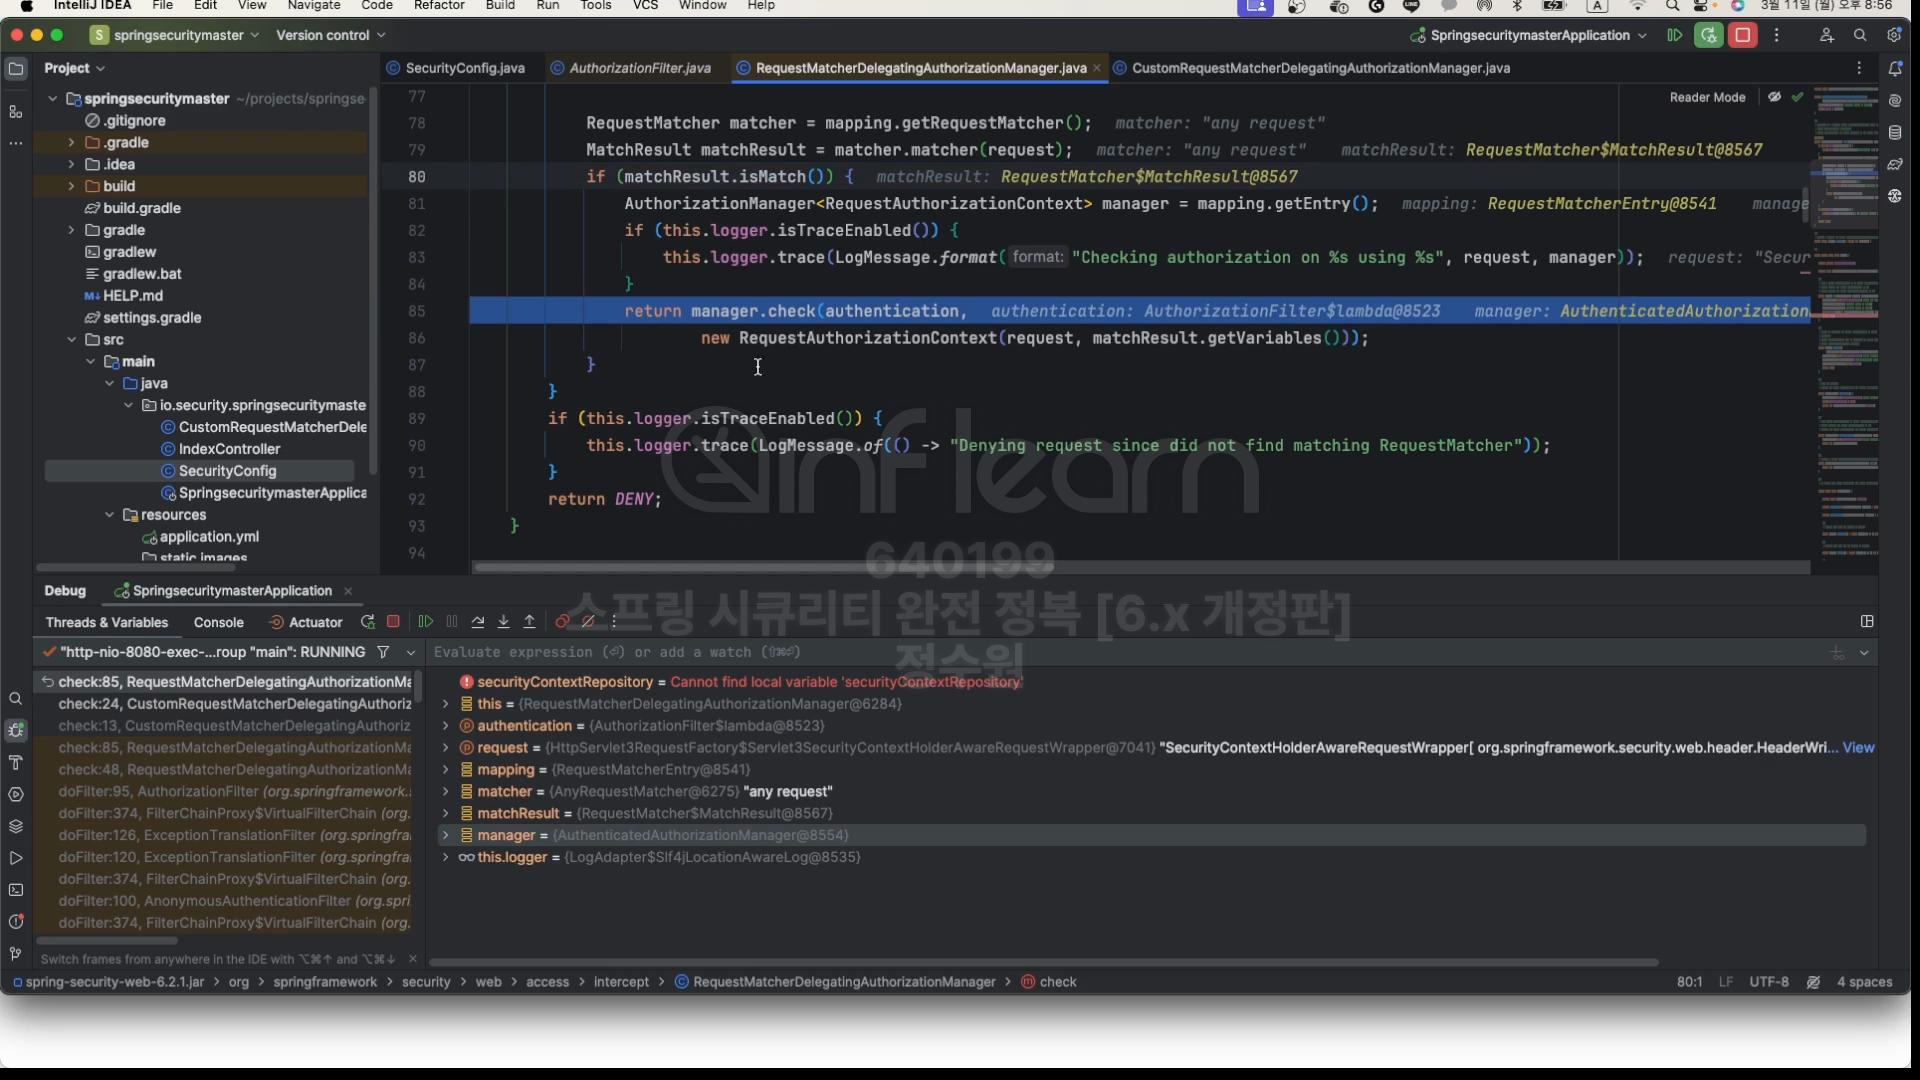 IntelliJ IDEA File Edit View Navigate Code Refactor Build Run Tools VCS Window Help A 3월 11일 (월) 오후 8:56
S springsecuritymaster Version control SpringsecuritymasterApplication
Project SecurityConfig.java AuthorizationFilter.java RequestMatcherDelegatingAuthorizationManager.java CustomRequestMatcherDelegatingAuthorizationManager.java
Reader Mode
springsecuritymaster ~/projects/springse
.gitignore
.gradle
.idea
build
build.gradle
gradle
gradlew
gradlew.bat
HELP.md
settings.gradle
src
main
java
io.security.springsecuritymaste
CustomRequestMatcherDele
IndexController
SecurityConfig
SpringsecuritymasterApplica
resources
application.yml
static.images
77
78 RequestMatcher matcher = mapping.getRequestMatcher(); matcher: "any request"
79 MatchResult matchResult = matcher.matcher(request); matcher: "any request" matchResult: RequestMatcher$MatchResult@8567
80 if (matchResult.isMatch()) { matchResult: RequestMatcher$MatchResult@8567
81 AuthorizationManager<RequestAuthorizationContext> manager = mapping.getEntry(); mapping: RequestMatcherEntry@8541 manage
82 if (this.logger.isTraceEnabled()) {
83 this.logger.trace(LogMessage.format( format: "Checking authorization on %s using %s", request, manager)); request: "Secur
84 }
85 return manager.check(authentication, authentication: AuthorizationFilter$lambda@8523 manager: AuthenticatedAuthorization
86 new RequestAuthorizationContext(request, matchResult.getVariables()));
87 }
88 }
89 if (this.logger.isTraceEnabled()) {
90 this.logger.trace(LogMessage.of(() -> "Denying request since did not find matching RequestMatcher"));
91 }
92 return DENY;
93 }
94
inflearn
640199
스프링 시큐리티 완전 정복 [6.x 개정판]
정수원
Debug SpringsecuritymasterApplication
Threads & Variables Console Actuator
"http-nio-8080-exec-...roup "main": RUNNING
Evaluate expression (⏎) or add a watch (⇧⌘⏎)
check:85, RequestMatcherDelegatingAuthorizationMa
check:24, CustomRequestMatcherDelegatingAuthoriz
check:13, CustomRequestMatcherDelegatingAuthoriz
check:85, RequestMatcherDelegatingAuthorizationMa
check:48, RequestMatcherDelegatingAuthorizationMa
doFilter:95, AuthorizationFilter (org.springframework.
doFilter:374, FilterChainProxy$VirtualFilterChain (org.
doFilter:126, ExceptionTranslationFilter (org.springfra
doFilter:120, ExceptionTranslationFilter (org.springfra
doFilter:374, FilterChainProxy$VirtualFilterChain (org.
doFilter:100, AnonymousAuthenticationFilter (org.spri
doFilter:374, FilterChainProxy$VirtualFilterChain (org.
Switch frames from anywhere in the IDE with ⌥⌘↑ and ⌥⌘↓
securityContextRepository = Cannot find local variable 'securityContextRepository'
this = {RequestMatcherDelegatingAuthorizationManager@6284}
authentication = {AuthorizationFilter$lambda@8523}
request = {HttpServlet3RequestFactory$Servlet3SecurityContextHolderAwareRequestWrapper@7041} "SecurityContextHolderAwareRequestWrapper[ org.springframework.security.web.header.HeaderWri... View
mapping = {RequestMatcherEntry@8541}
matcher = {AnyRequestMatcher@6275} "any request"
matchResult = {RequestMatcher$MatchResult@8567}
manager = {AuthenticatedAuthorizationManager@8554}
this.logger = {LogAdapter$Slf4jLocationAwareLog@8535}
spring-security-web-6.2.1.jar > org > springframework > security > web > access > intercept > RequestMatcherDelegatingAuthorizationManager > check 80:1 LF UTF-8 4 spaces